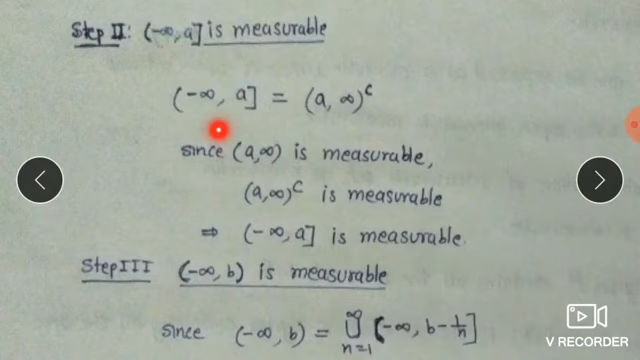 Step II: (-∞, a] is measurable
(-∞, a] = (a, ∞)ᶜ
since (a,∞) is measurable,
(a,∞)ᶜ is measurable
⇒ (-∞, a] is measurable.
Step III (-∞, b) is measurable
since (-∞, b) = ∞∪n=1 (-∞, b - 1/n]
V RECORDER